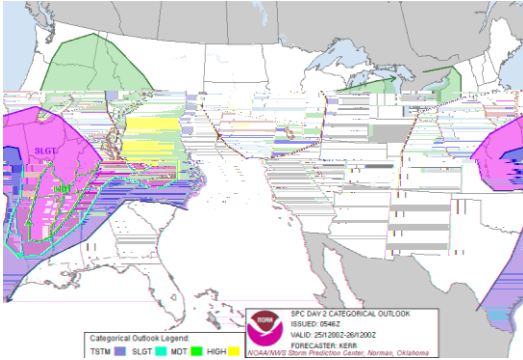 SLGT
MDT
SPC DAY 2 CATEGORICAL OUTLOOK
ISSUED: 0546Z
VALID: 25/1200Z-26/1200Z
FORECASTER: KERR
NOAA/NWS Storm Prediction Center, Norman, Oklahoma
Categorical Outlook Legend:
TSTM SLGT MDT HIGH